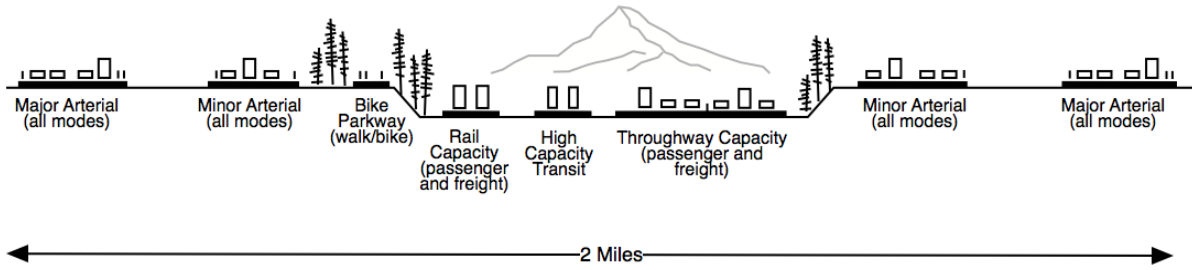 Major Arterial
(all modes)
Minor Arterial
(all modes)
Bike
Parkway
(walk/bike)
Rail
Capacity
(passenger
and freight)
High
Capacity
Transit
Throughway Capacity
(passenger and
freight)
Minor Arterial
(all modes)
Major Arterial
(all modes)
2 Miles